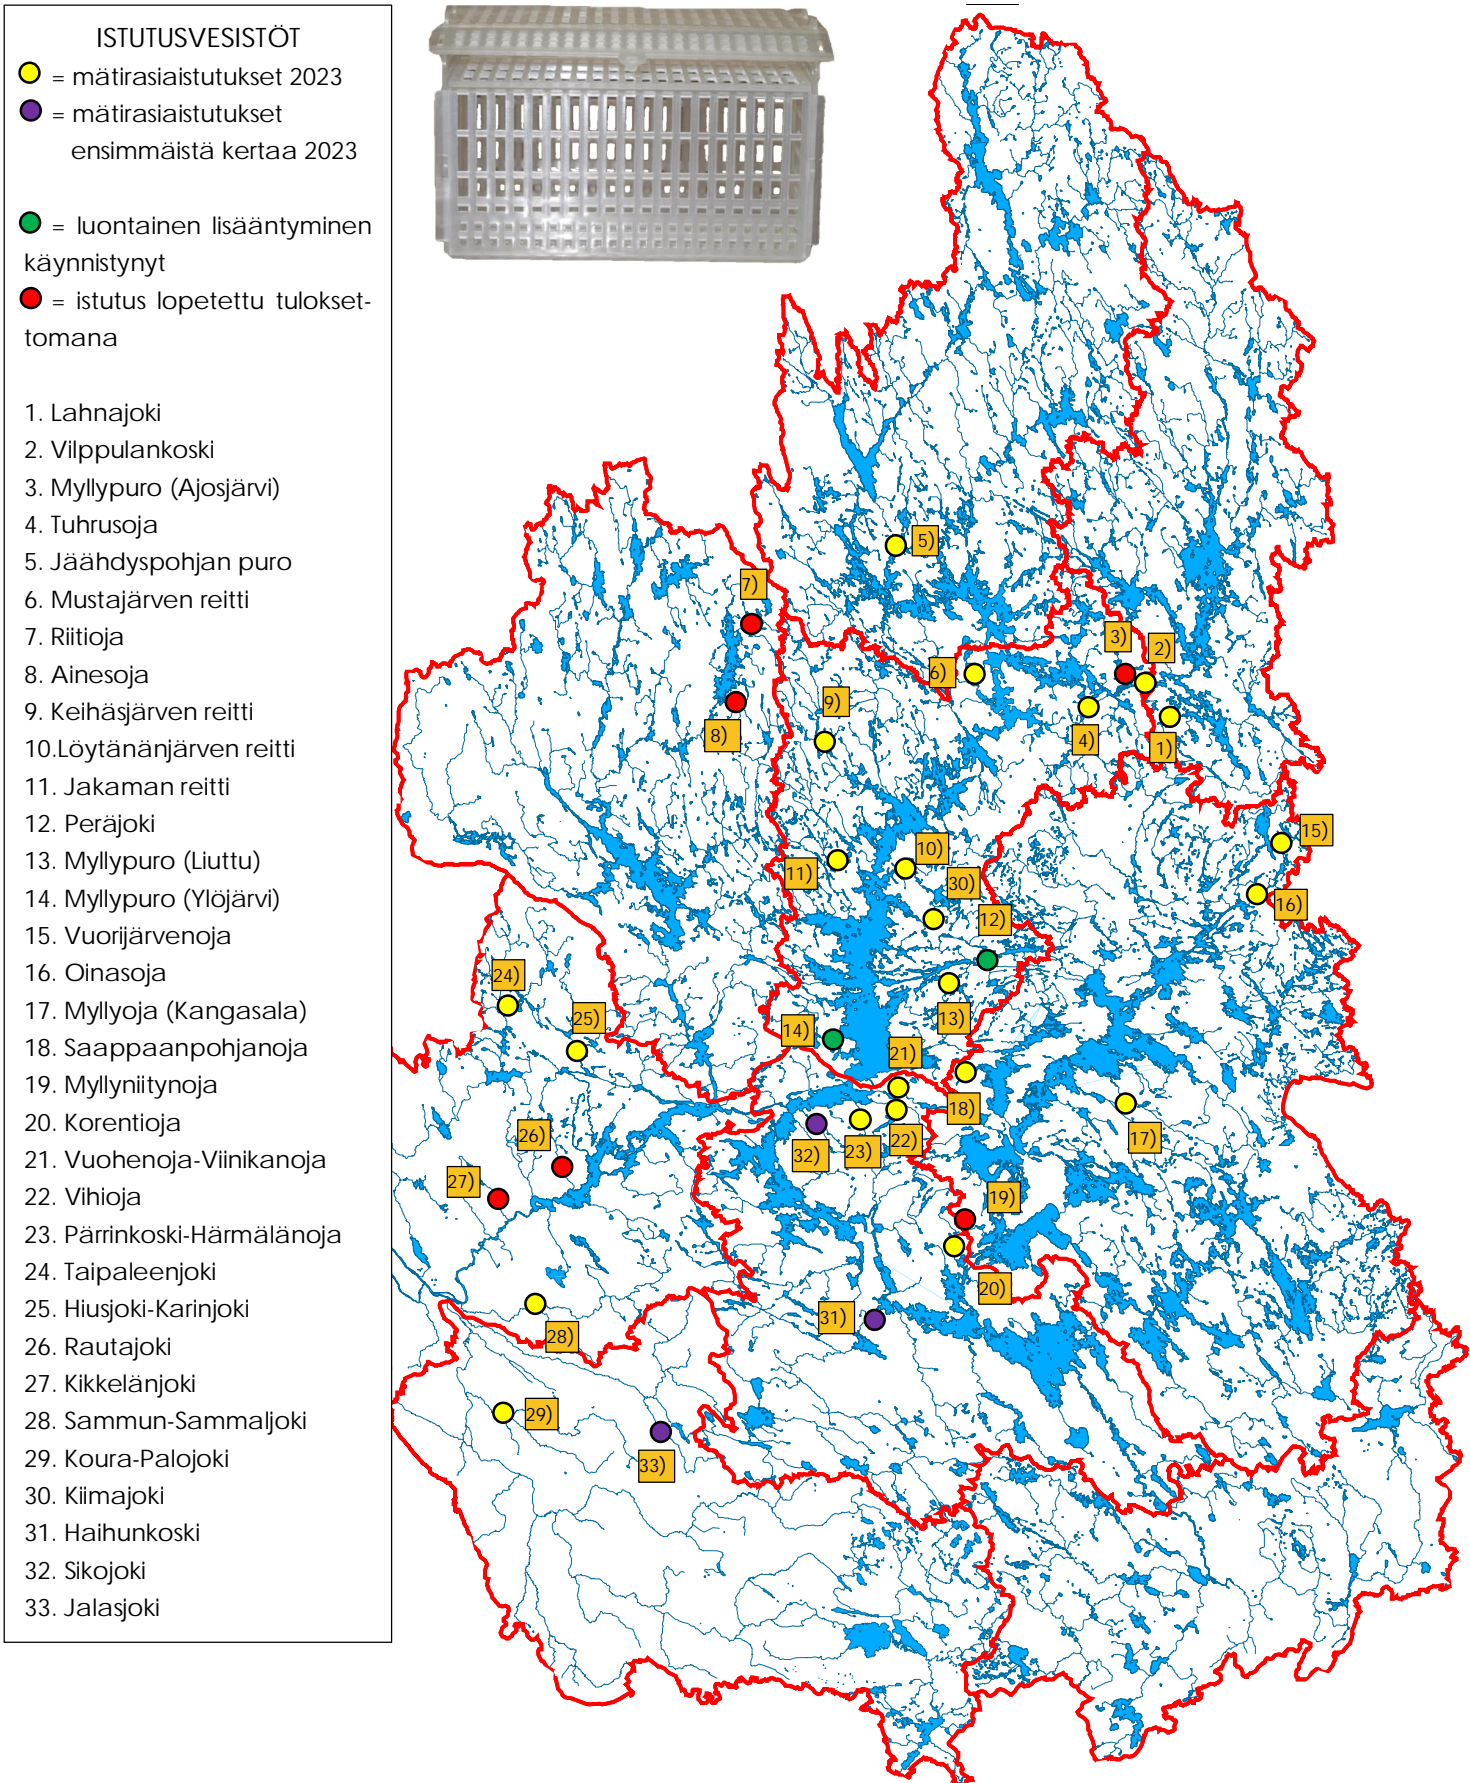 ISTUTUSVESISTÖT
= mätirasiaistutukset 2023
= mätirasiaistutukset
ensimmäistä kertaa 2023
= luontainen lisääntyminen
käynnistynyt
= istutus lopetettu tulokset-
tomana
1. Lahnajoki
2. Vilppulankoski
3. Myllypuro (Ajosjärvi)
4. Tuhrusoja
5. Jäähdyspohjan puro
6. Mustajärven reitti
7. Riitioja
8. Ainesoja
9. Keihäsjärven reitti
10.Löytänänjärven reitti
11. Jakaman reitti
12. Peräjoki
13. Myllypuro (Liuttu)
14. Myllypuro (Ylöjärvi)
15. Vuorijärvenoja
16. Oinasoja
17. Myllyoja (Kangasala)
18. Saappaanpohjanoja
19. Myllyniitynoja
20. Korentioja
21. Vuohenoja-Viinikanoja
22. Vihioja
23. Pärrinkoski-Härmälänoja
24. Taipaleenjoki
25. Hiusjoki-Karinjoki
26. Rautajoki
27. Kikkelänjoki
28. Sammun-Sammaljoki
29. Koura-Palojoki
30. Kiimajoki
31. Haihunkoski
32. Sikojoki
33. Jalasjoki
5)
7)
3)
2)
6)
9)
8)
4)
1)
15)
10)
11)
30)
16)
12)
24)
25)
13)
14)
21)
18)
26)
17)
22)
23)
32)
27)
19)
20)
31)
28)
29)
33)